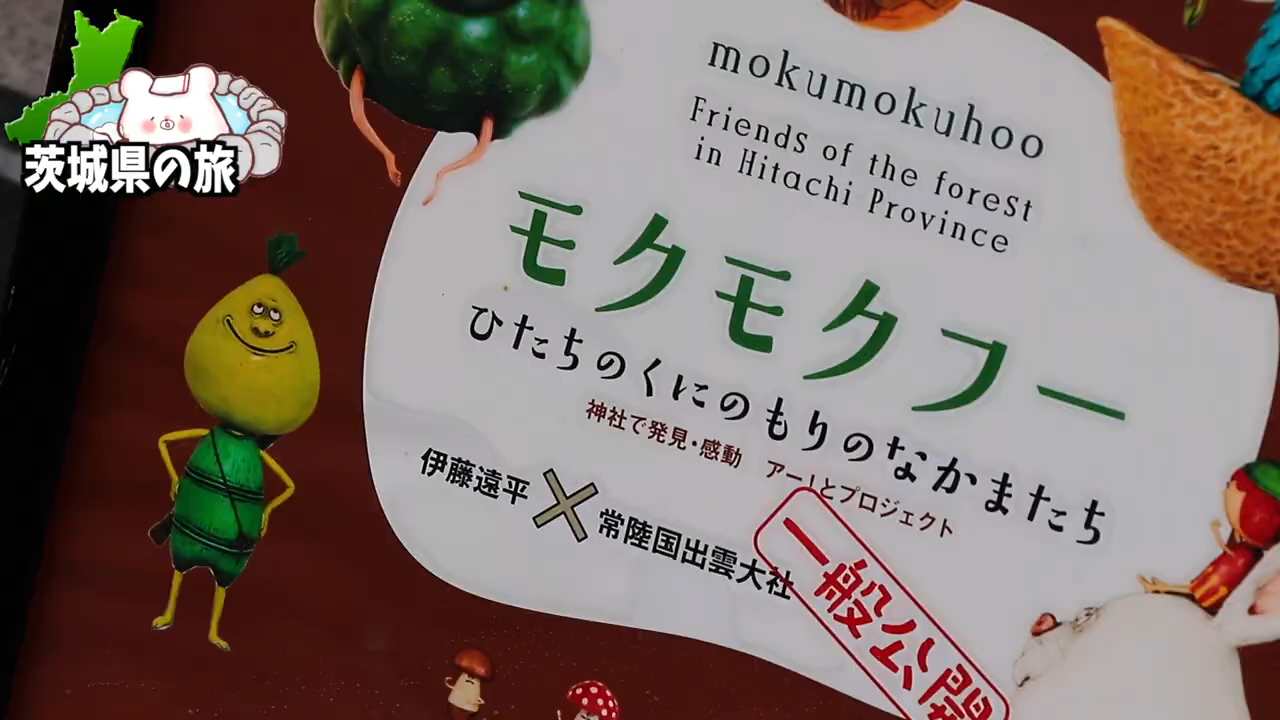 茨城県の旅
mokumokuhoo
Friends of the forest
in Hitachi Province
モクモクフー
ひたちのくにのもりのなかまたち
神社で発見・感動 アーとプロジェクト
伊藤遠平×常陸国出雲大社
一般公開